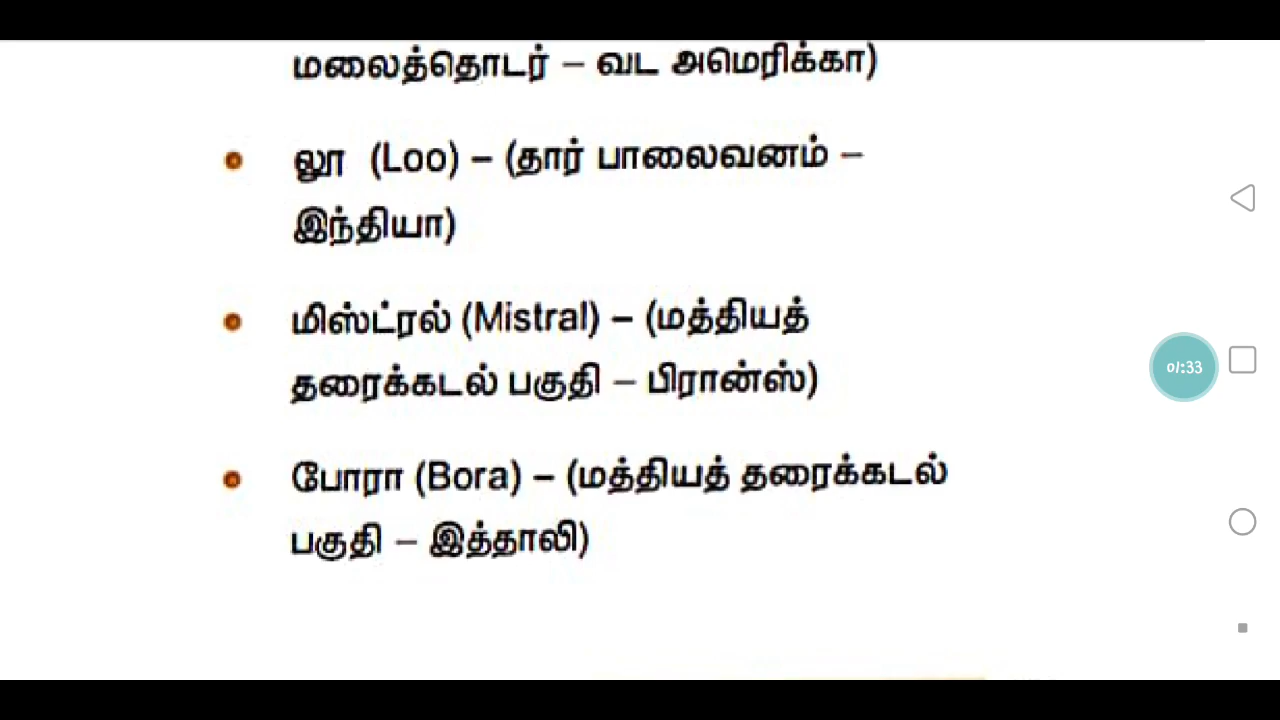 மலைத்தொடர் – வட அமெரிக்கா)
லூ (Loo) – (தார் பாலைவனம் –
இந்தியா)
மிஸ்ட்ரல் (Mistral) – (மத்தியத்
தரைக்கடல் பகுதி – பிரான்ஸ்)
01:33
போரா (Bora) – (மத்தியத் தரைக்கடல்
பகுதி – இத்தாலி)